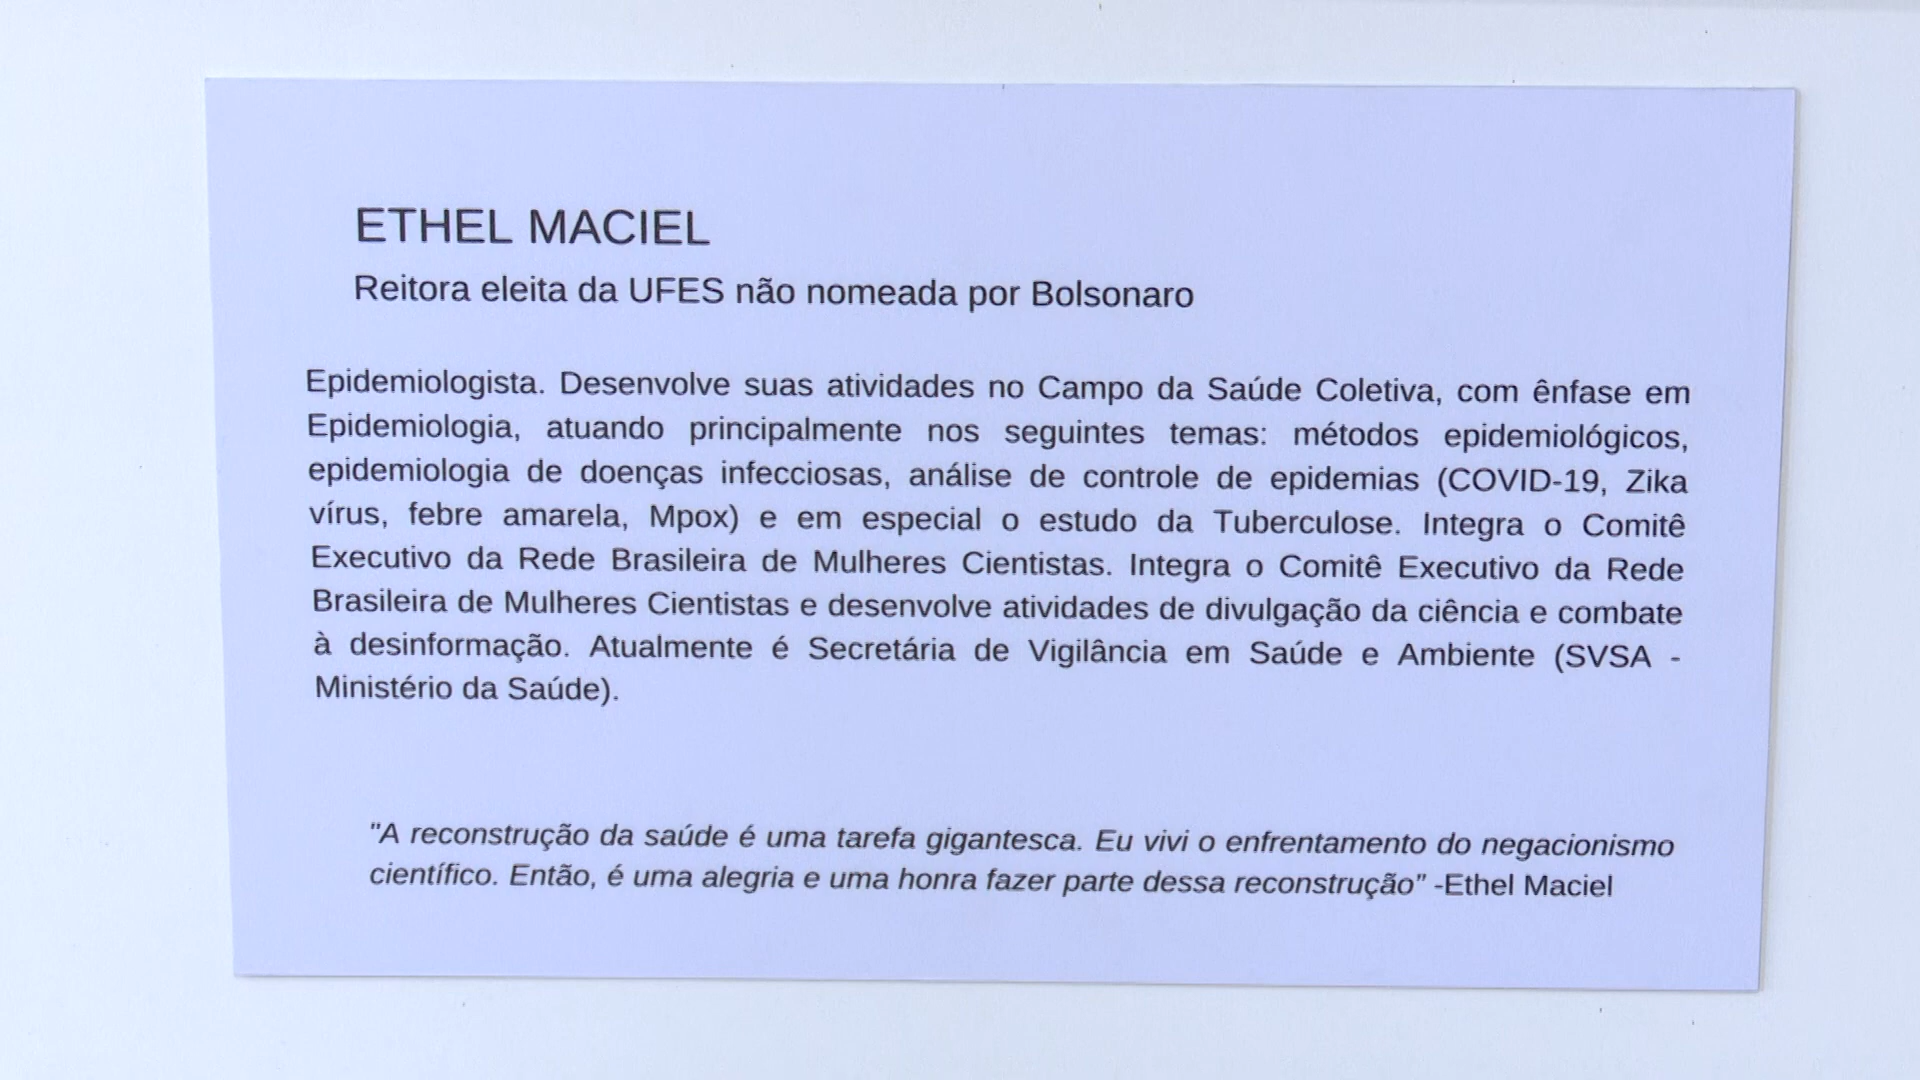 ETHEL MACIEL
Reitora eleita da UFES não nomeada por Bolsonaro
Epidemiologista. Desenvolve suas atividades no Campo da Saúde Coletiva, com ênfase em
Epidemiologia, atuando principalmente nos seguintes temas: métodos epidemiológicos,
epidemiologia de doenças infecciosas, análise de controle de epidemias (COVID-19, Zika
vírus, febre amarela, Mpox) e em especial o estudo da Tuberculose. Integra o Comitê
Executivo da Rede Brasileira de Mulheres Cientistas. Integra o Comitê Executivo da Rede
Brasileira de Mulheres Cientistas e desenvolve atividades de divulgação da ciência e combate
à desinformação. Atualmente é Secretária de Vigilância em Saúde e Ambiente (SVSA -
Ministério da Saúde).
"A reconstrução da saúde é uma tarefa gigantesca. Eu vivi o enfrentamento do negacionismo
científico. Então, é uma alegria e uma honra fazer parte dessa reconstrução" -Ethel Maciel